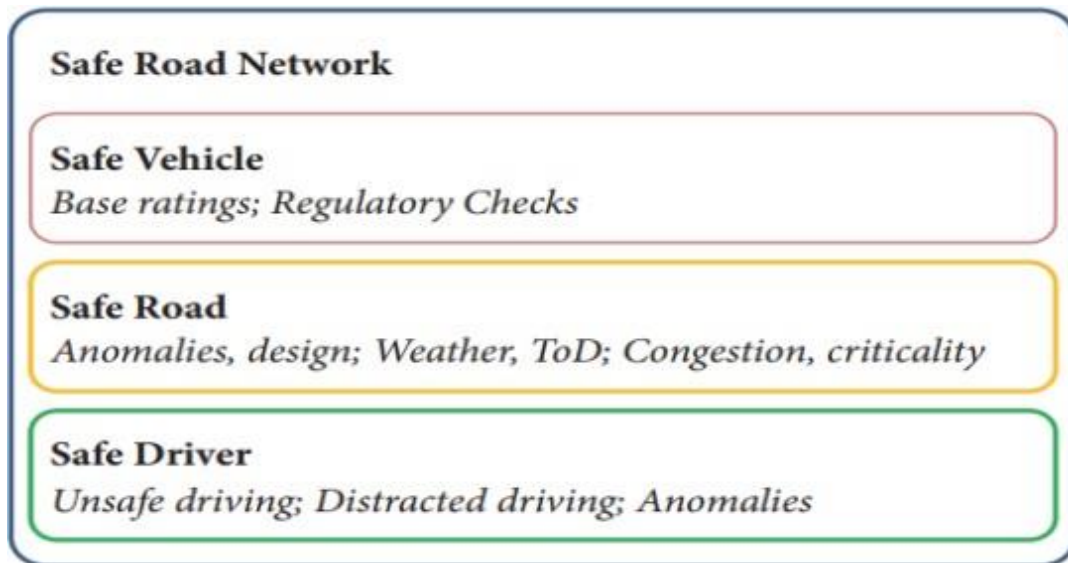 Safe Road Network
Safe Vehicle
Base ratings; Regulatory Checks
Safe Road
Anomalies, design; Weather, ToD; Congestion, criticality
Safe Driver
Unsafe driving; Distracted driving; Anomalies